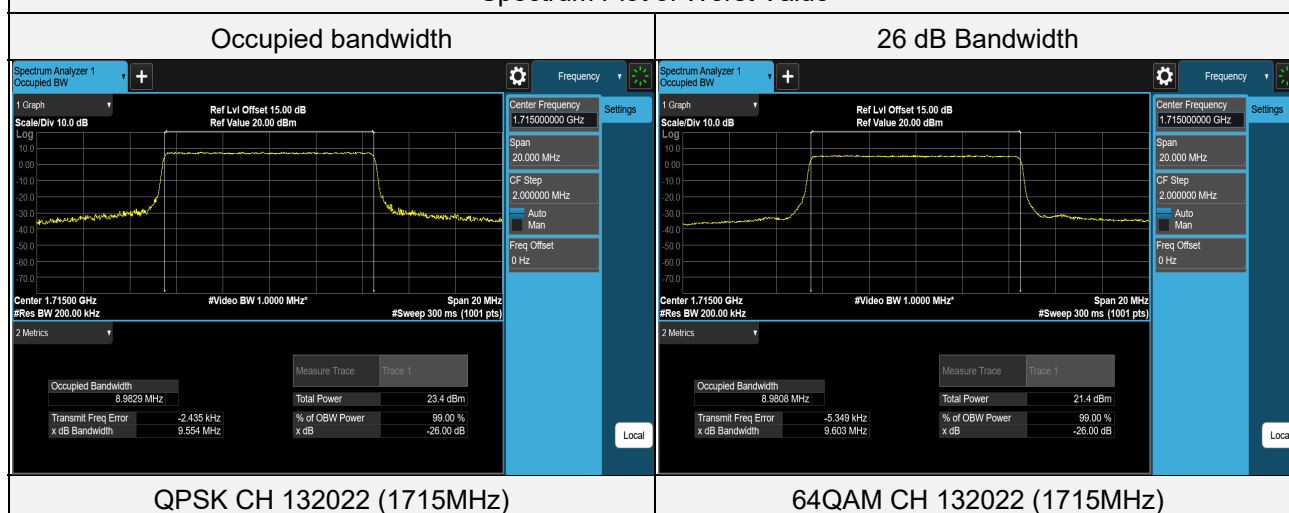 Spectrum Plot of Worst Value
Occupied bandwidth
26 dB Bandwidth
Spectrum Analyzer 1
Occupied BW
+
Frequency
1 Graph
Scale/Div 10.0 dB
Ref Lvl Offset 15.00 dB
Ref Value 20.00 dBm
Log
10.0
0.00
-10.0
-20.0
-30.0
-40.0
-50.0
-60.0
-70.0
Center 1.71500 GHz
#Res BW 200.00 kHz
#Video BW 1.0000 MHz*
Span 20 MHz
#Sweep 300 ms (1001 pts)
Center Frequency
1.715000000 GHz
Settings
Span
20.000 MHz
CF Step
2.000000 MHz
Auto
Man
Freq Offset
0 Hz
2 Metrics
Measure Trace Trace 1
Occupied Bandwidth
8.9829 MHz
Total Power 23.4 dBm
Transmit Freq Error -2.435 kHz
% of OBW Power 99.00 %
x dB Bandwidth 9.554 MHz
x dB -26.00 dB
Local
Spectrum Analyzer 1
Occupied BW
+
Frequency
1 Graph
Scale/Div 10.0 dB
Ref Lvl Offset 15.00 dB
Ref Value 20.00 dBm
Log
10.0
0.00
-10.0
-20.0
-30.0
-40.0
-50.0
-60.0
-70.0
Center 1.71500 GHz
#Res BW 200.00 kHz
#Video BW 1.0000 MHz*
Span 20 MHz
#Sweep 300 ms (1001 pts)
Center Frequency
1.715000000 GHz
Settings
Span
20.000 MHz
CF Step
2.000000 MHz
Auto
Man
Freq Offset
0 Hz
2 Metrics
Measure Trace Trace 1
Occupied Bandwidth
8.9808 MHz
Total Power 21.4 dBm
Transmit Freq Error -5.349 kHz
% of OBW Power 99.00 %
x dB Bandwidth 9.603 MHz
x dB -26.00 dB
Loca
QPSK CH 132022 (1715MHz)
64QAM CH 132022 (1715MHz)